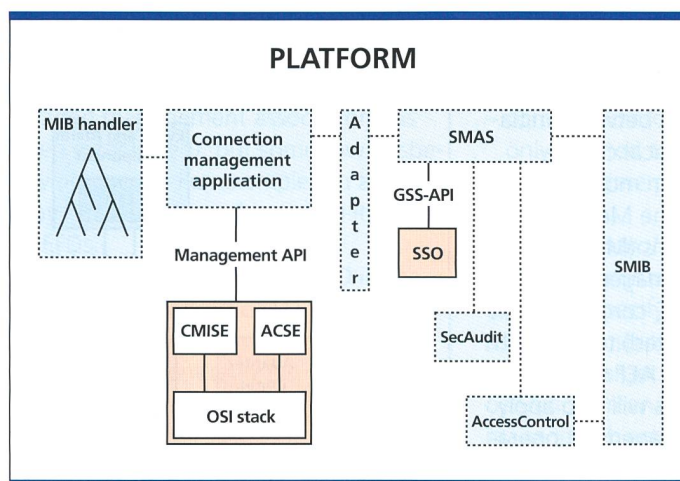 PLATFORM
MIB handler
Connection
management
application
A
d
a
p
t
e
r
SMAS
GSS-API
SSO
SMIB
Management API
CMISE
ACSE
OSI stack
SecAudit
AccessControl